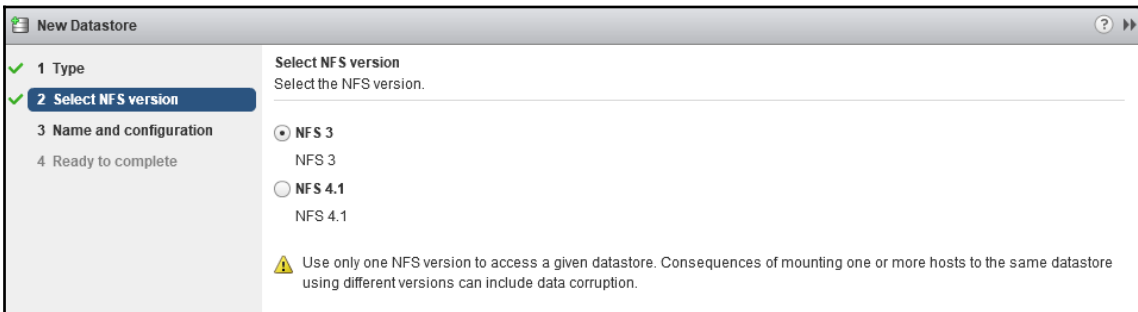 New Datastore
1 Type
2 Select NFS version
3 Name and configuration
4 Ready to complete
Select NFS version
Select the NFS version.
NFS 3
NFS 3
NFS 4.1
NFS 4.1
Use only one NFS version to access a given datastore. Consequences of mounting one or more hosts to the same datastore
using different versions can include data corruption.